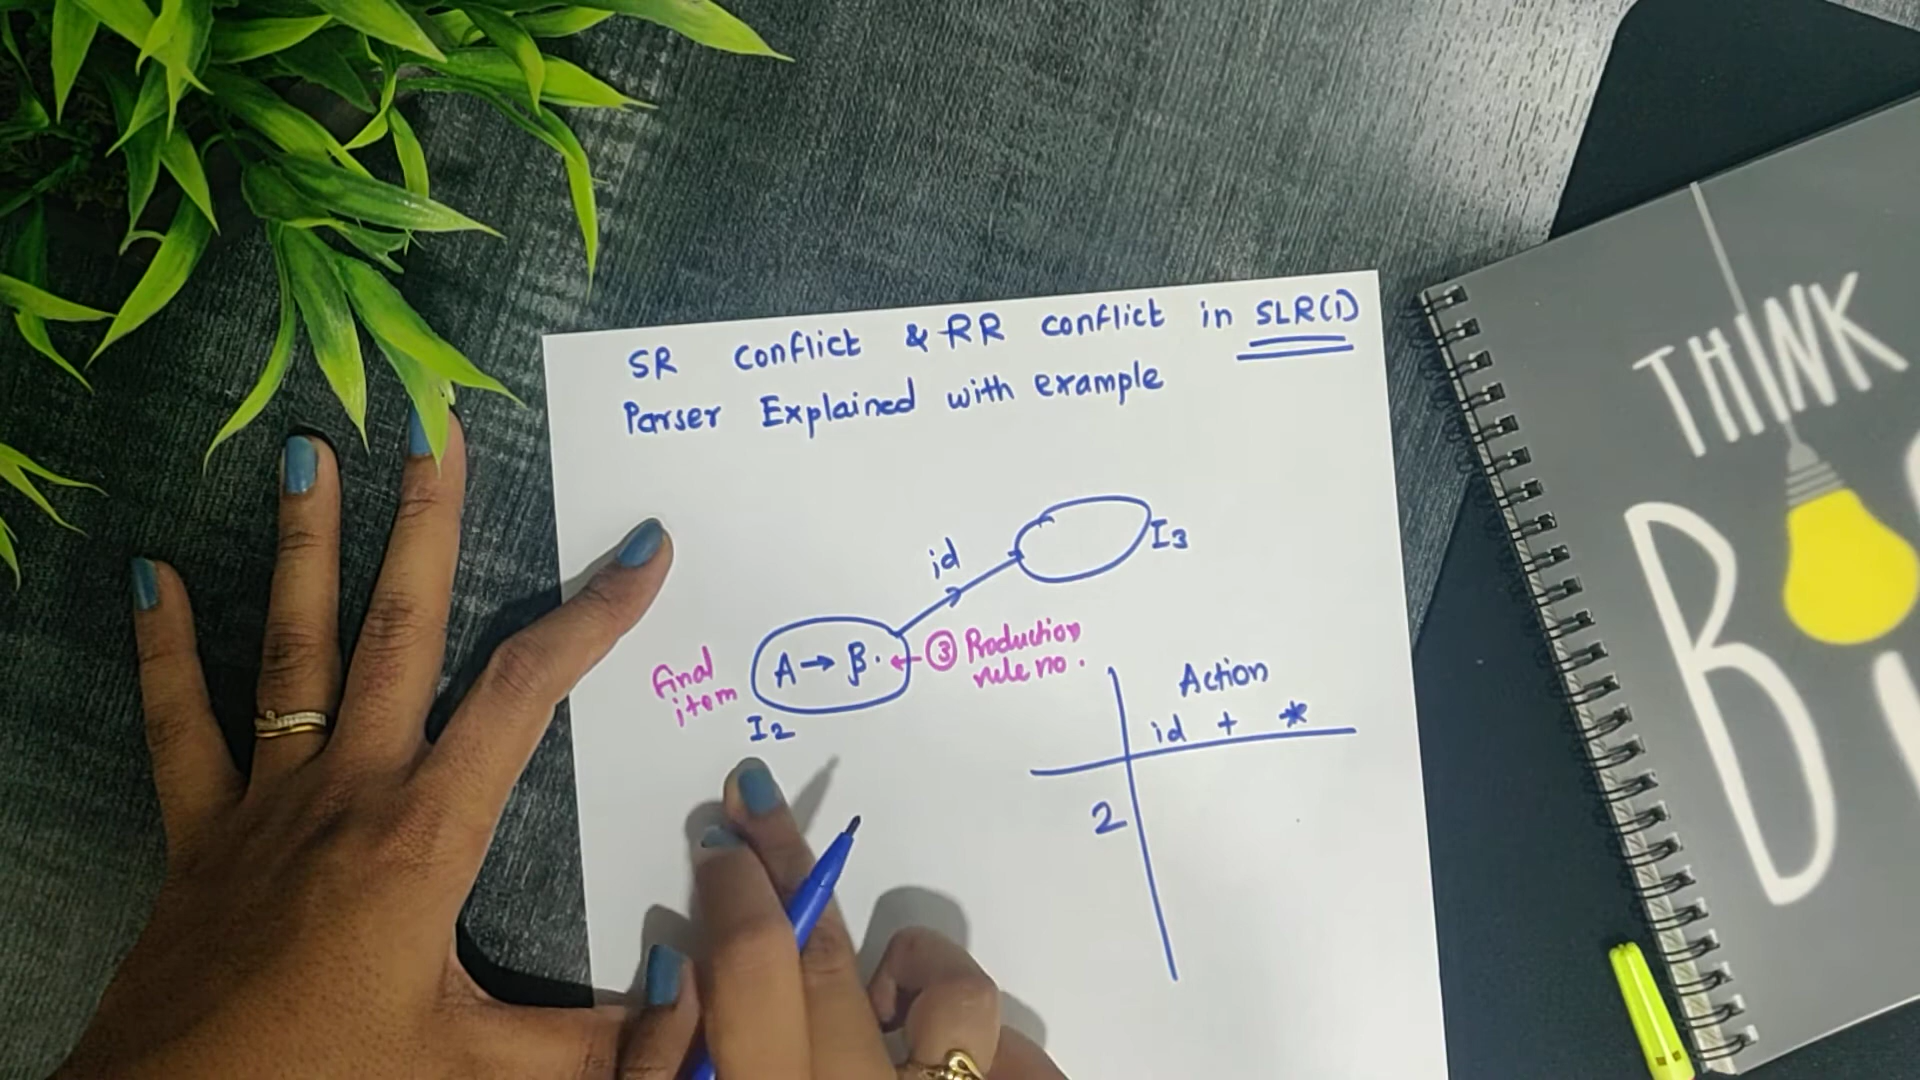 SR Conflict & RR conflict in SLR(1)
Parser Explained with example
id
I3
A → β.
← ③ Production
rule no.
final
item
I2
Action
id + *
2
THINK